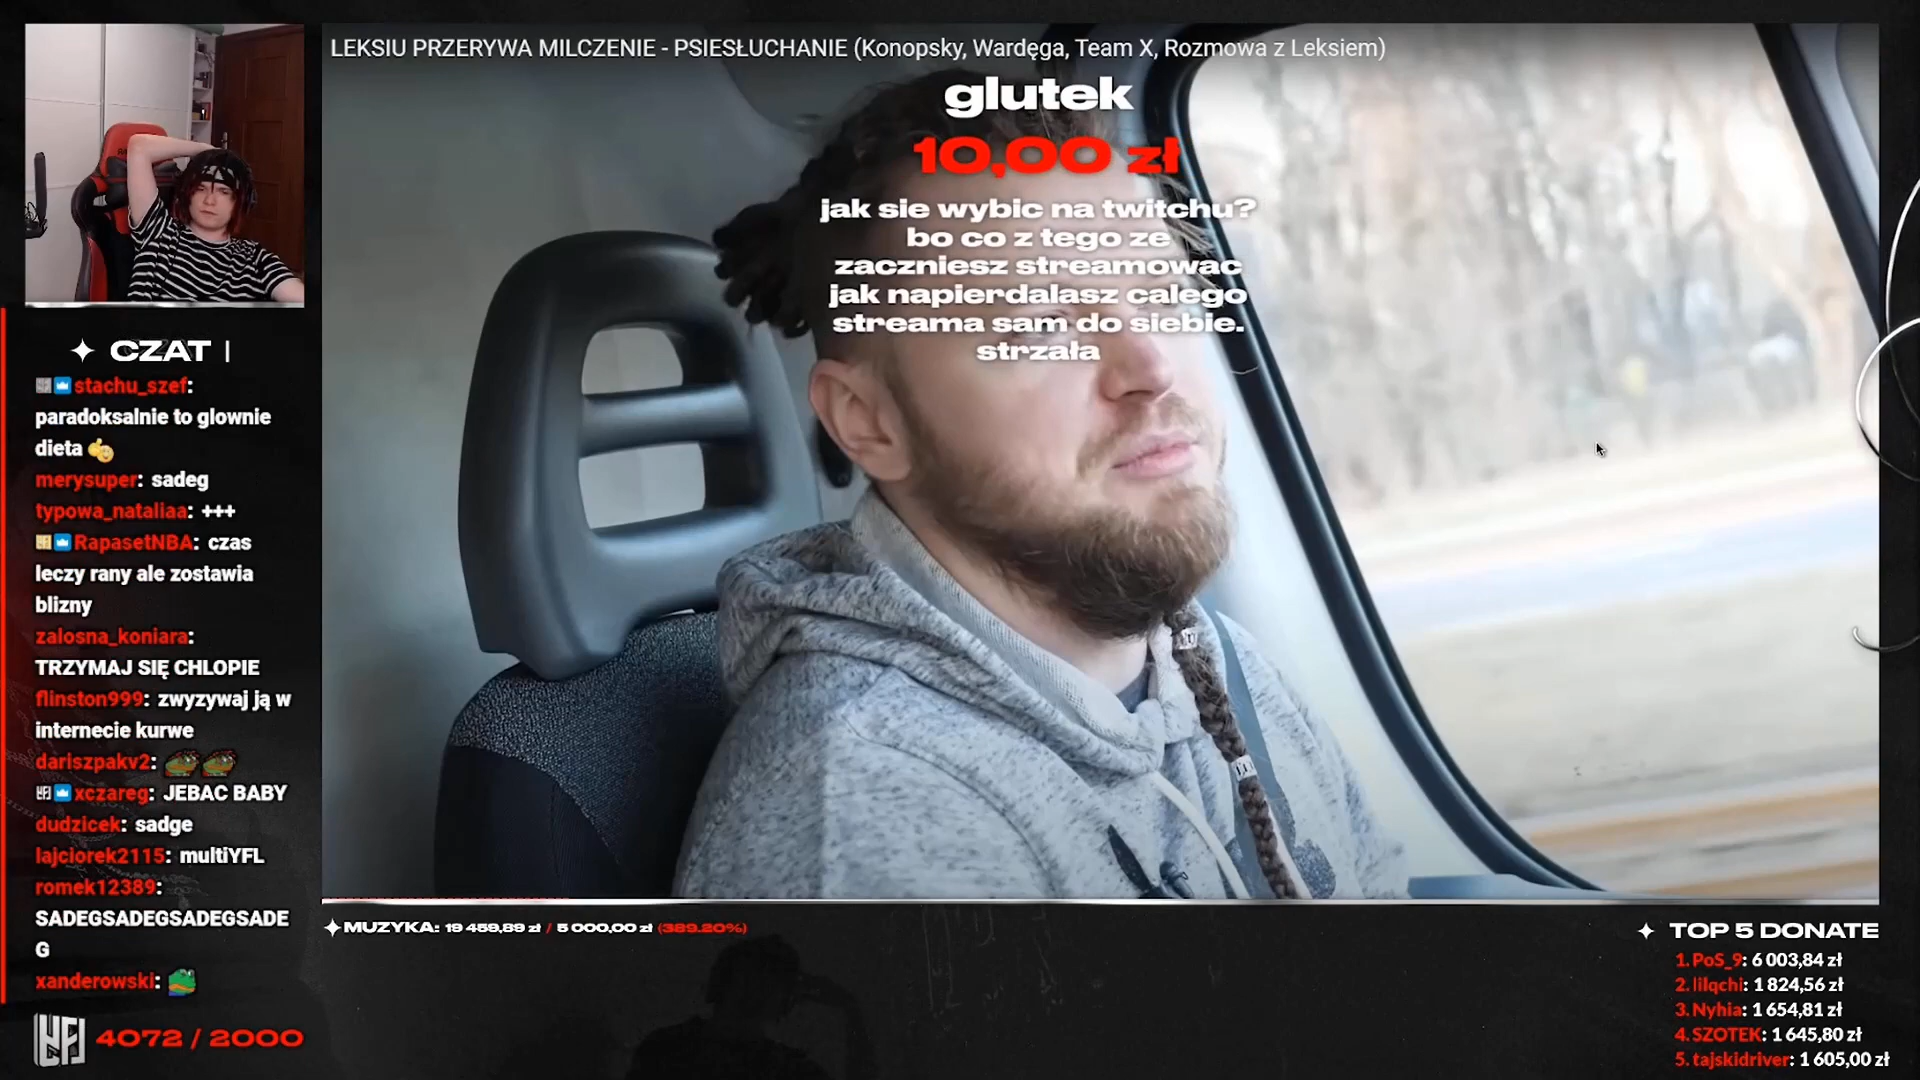 LEKSIU PRZERYWA MILCZENIE - PSIESŁUCHANIE (Konopsky, Wardęga, Team X, Rozmowa z Leksiem)
glutek
10,00 zł
jak sie wybic na twitchu?
bo co z tego ze
zaczniesz streamowac
jak napierdalasz calego
streama sam do siebie.
strzała
CZAT |
stachu_szef:
paradoksalnie to glownie
dieta
merysuper: sadeg
typowa_nataliaa: +++
RapasetNBA: czas
leczy rany ale zostawia
blizny
zalosna_koniara:
TRZYMAJ SIĘ CHLOPIE
flinston999: zwyzywaj ją w
internecie kurwe
dariszpakv2:
xczareg: JEBAC BABY
dudzicek: sadge
lajciorek2115: multiYFL
romek12389:
SADEGSADEGSADEGSADE
G
xanderowski:
4072 / 2000
MUZYKA: 19 459,89 zł / 5 000,00 zł (389.20%)
TOP 5 DONATE
1. PoS_9: 6 003,84 zł
2. lilqchi: 1 824,56 zł
3. Nyhia: 1 654,81 zł
4. SZOTEK: 1 645,80 zł
5. tajskidriver: 1 605,00 zł